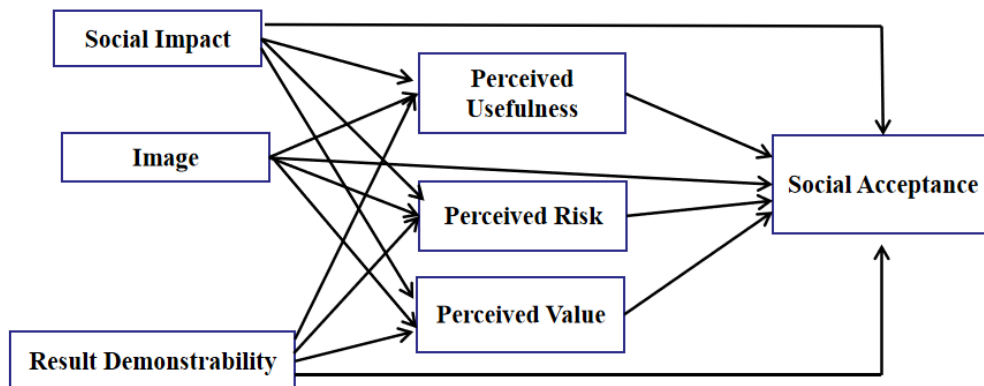 Social Impact
Perceived
Usefulness
Image
Social Acceptance
Perceived Risk
Perceived Value
Result Demonstrability